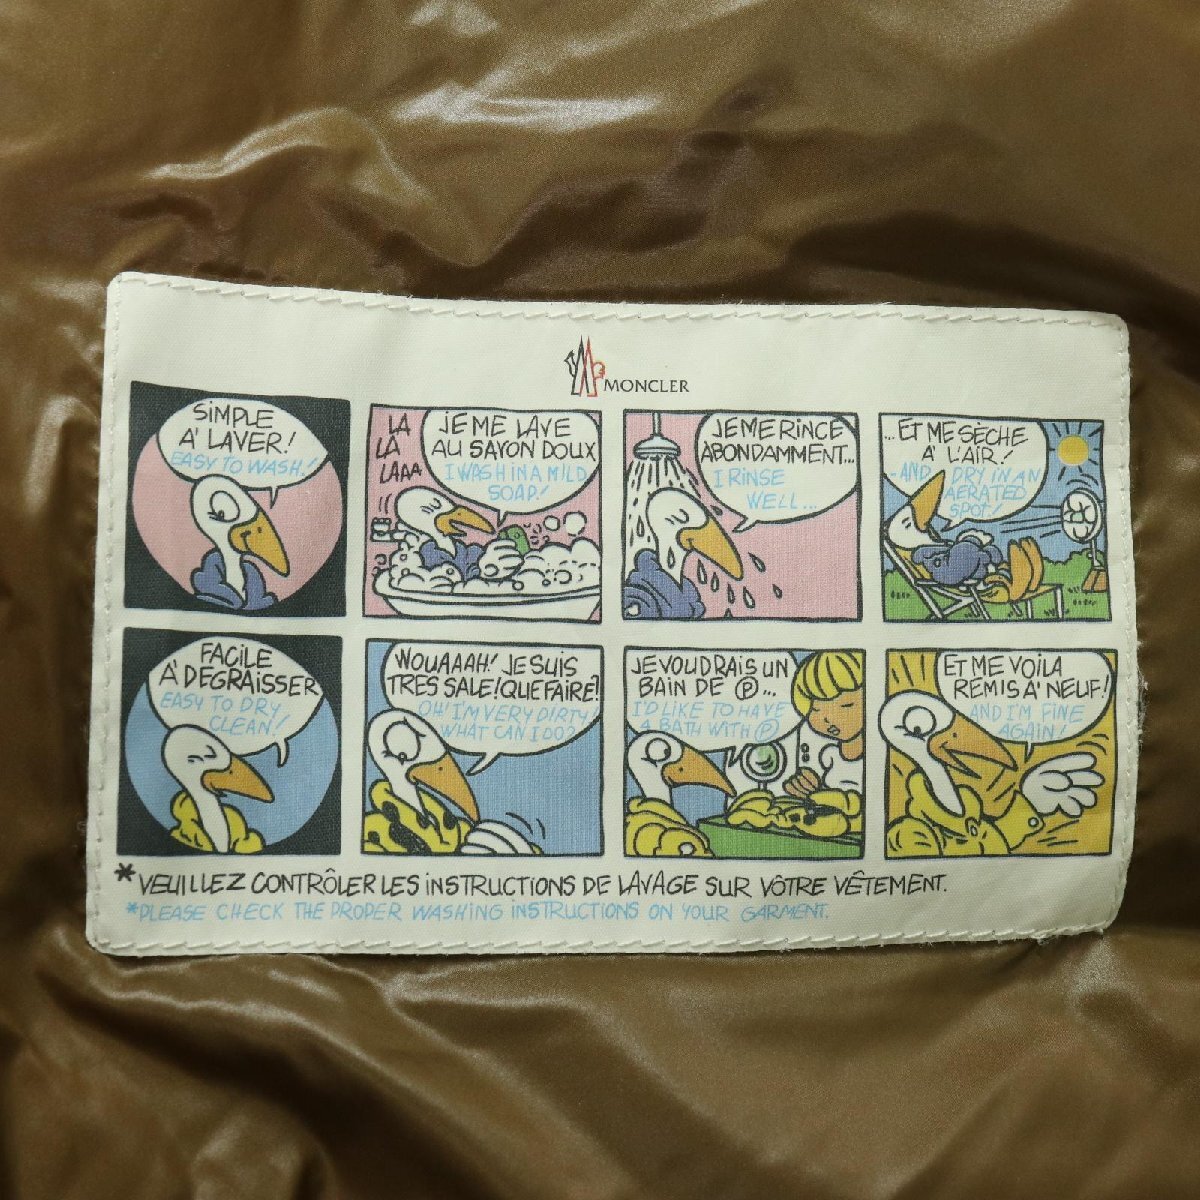 MONCLER
SIMPLE
À LAVER!
EASY TO WASH!
LA
LA
LAAA
JE ME LAVE
AU SAVON DOUX
I WASH IN A MILD
SOAP!
JE ME RINCE
ABONDAMMENT...
I RINSE
WELL...
...ET ME SÈCHE
À L'AIR!
-AND DRY IN AN
AERATED
SPOT!
FACILE
À DEGRAISSER
EASY TO DRY
CLEAN!
WOUAAAH! JE SUIS
TRES SALE! QUE FAIRE?
OH! I'M VERY DIRTY!
WHAT CAN I DO?
JE VOUDRAIS UN
BAIN DE Ⓟ...
I'D LIKE TO HAVE
A BATH WITH Ⓟ
ET ME VOILA
REMIS À NEUF!
AND I'M FINE
AGAIN!
*VEUILLEZ CONTRÔLER LES INSTRUCTIONS DE LAVAGE SUR VÔTRE VÊTEMENT.
*PLEASE CHECK THE PROPER WASHING INSTRUCTIONS ON YOUR GARMENT.